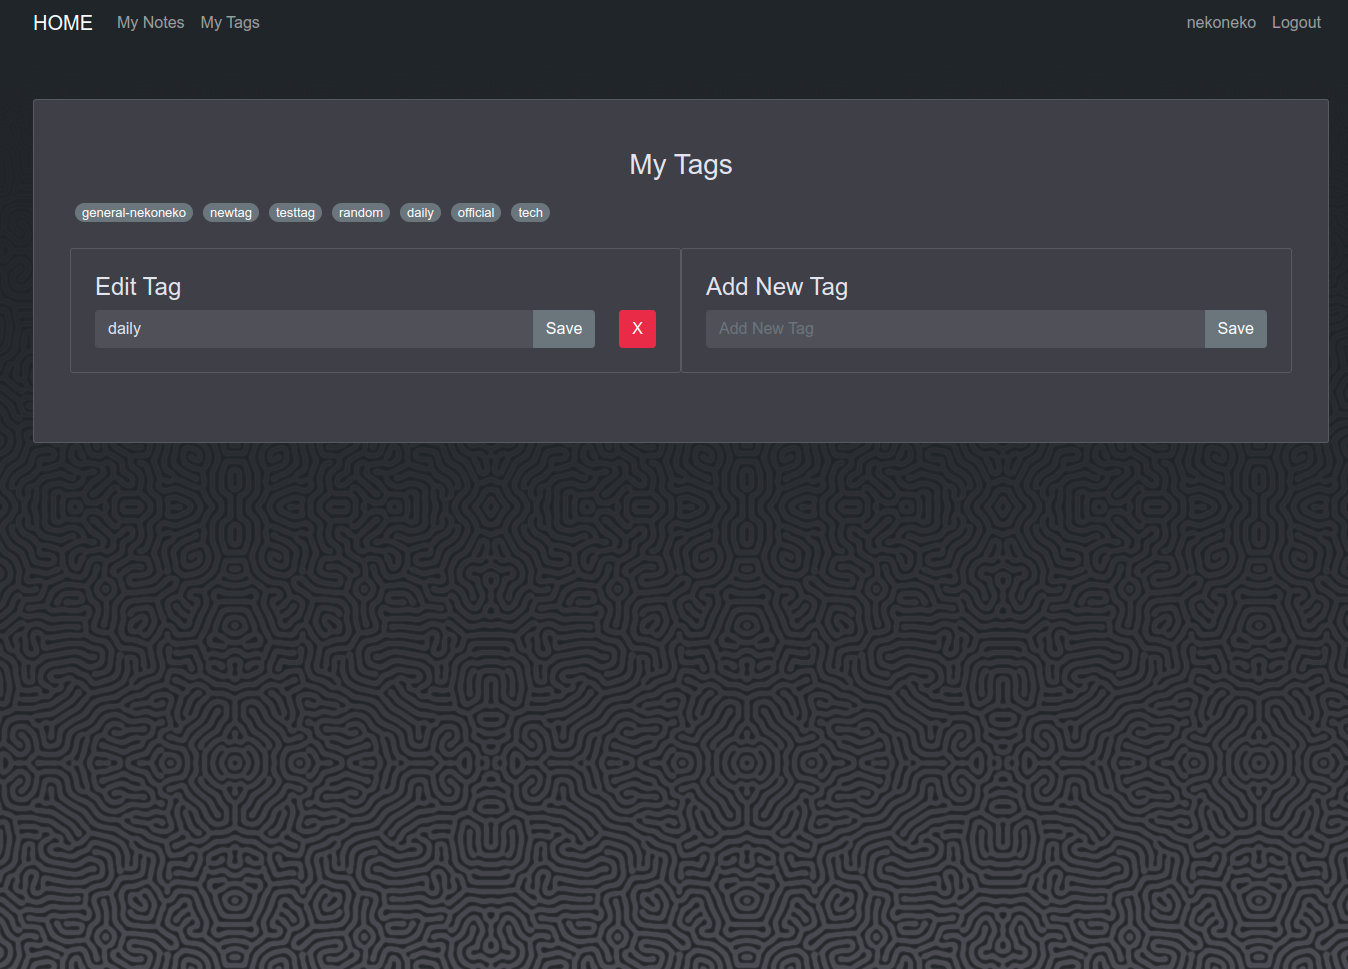 HOME My Notes My Tags nekoneko Logout
My Tags
general-nekoneko newtag testtag random daily official tech
Edit Tag
daily Save X
Add New Tag
Add New Tag Save